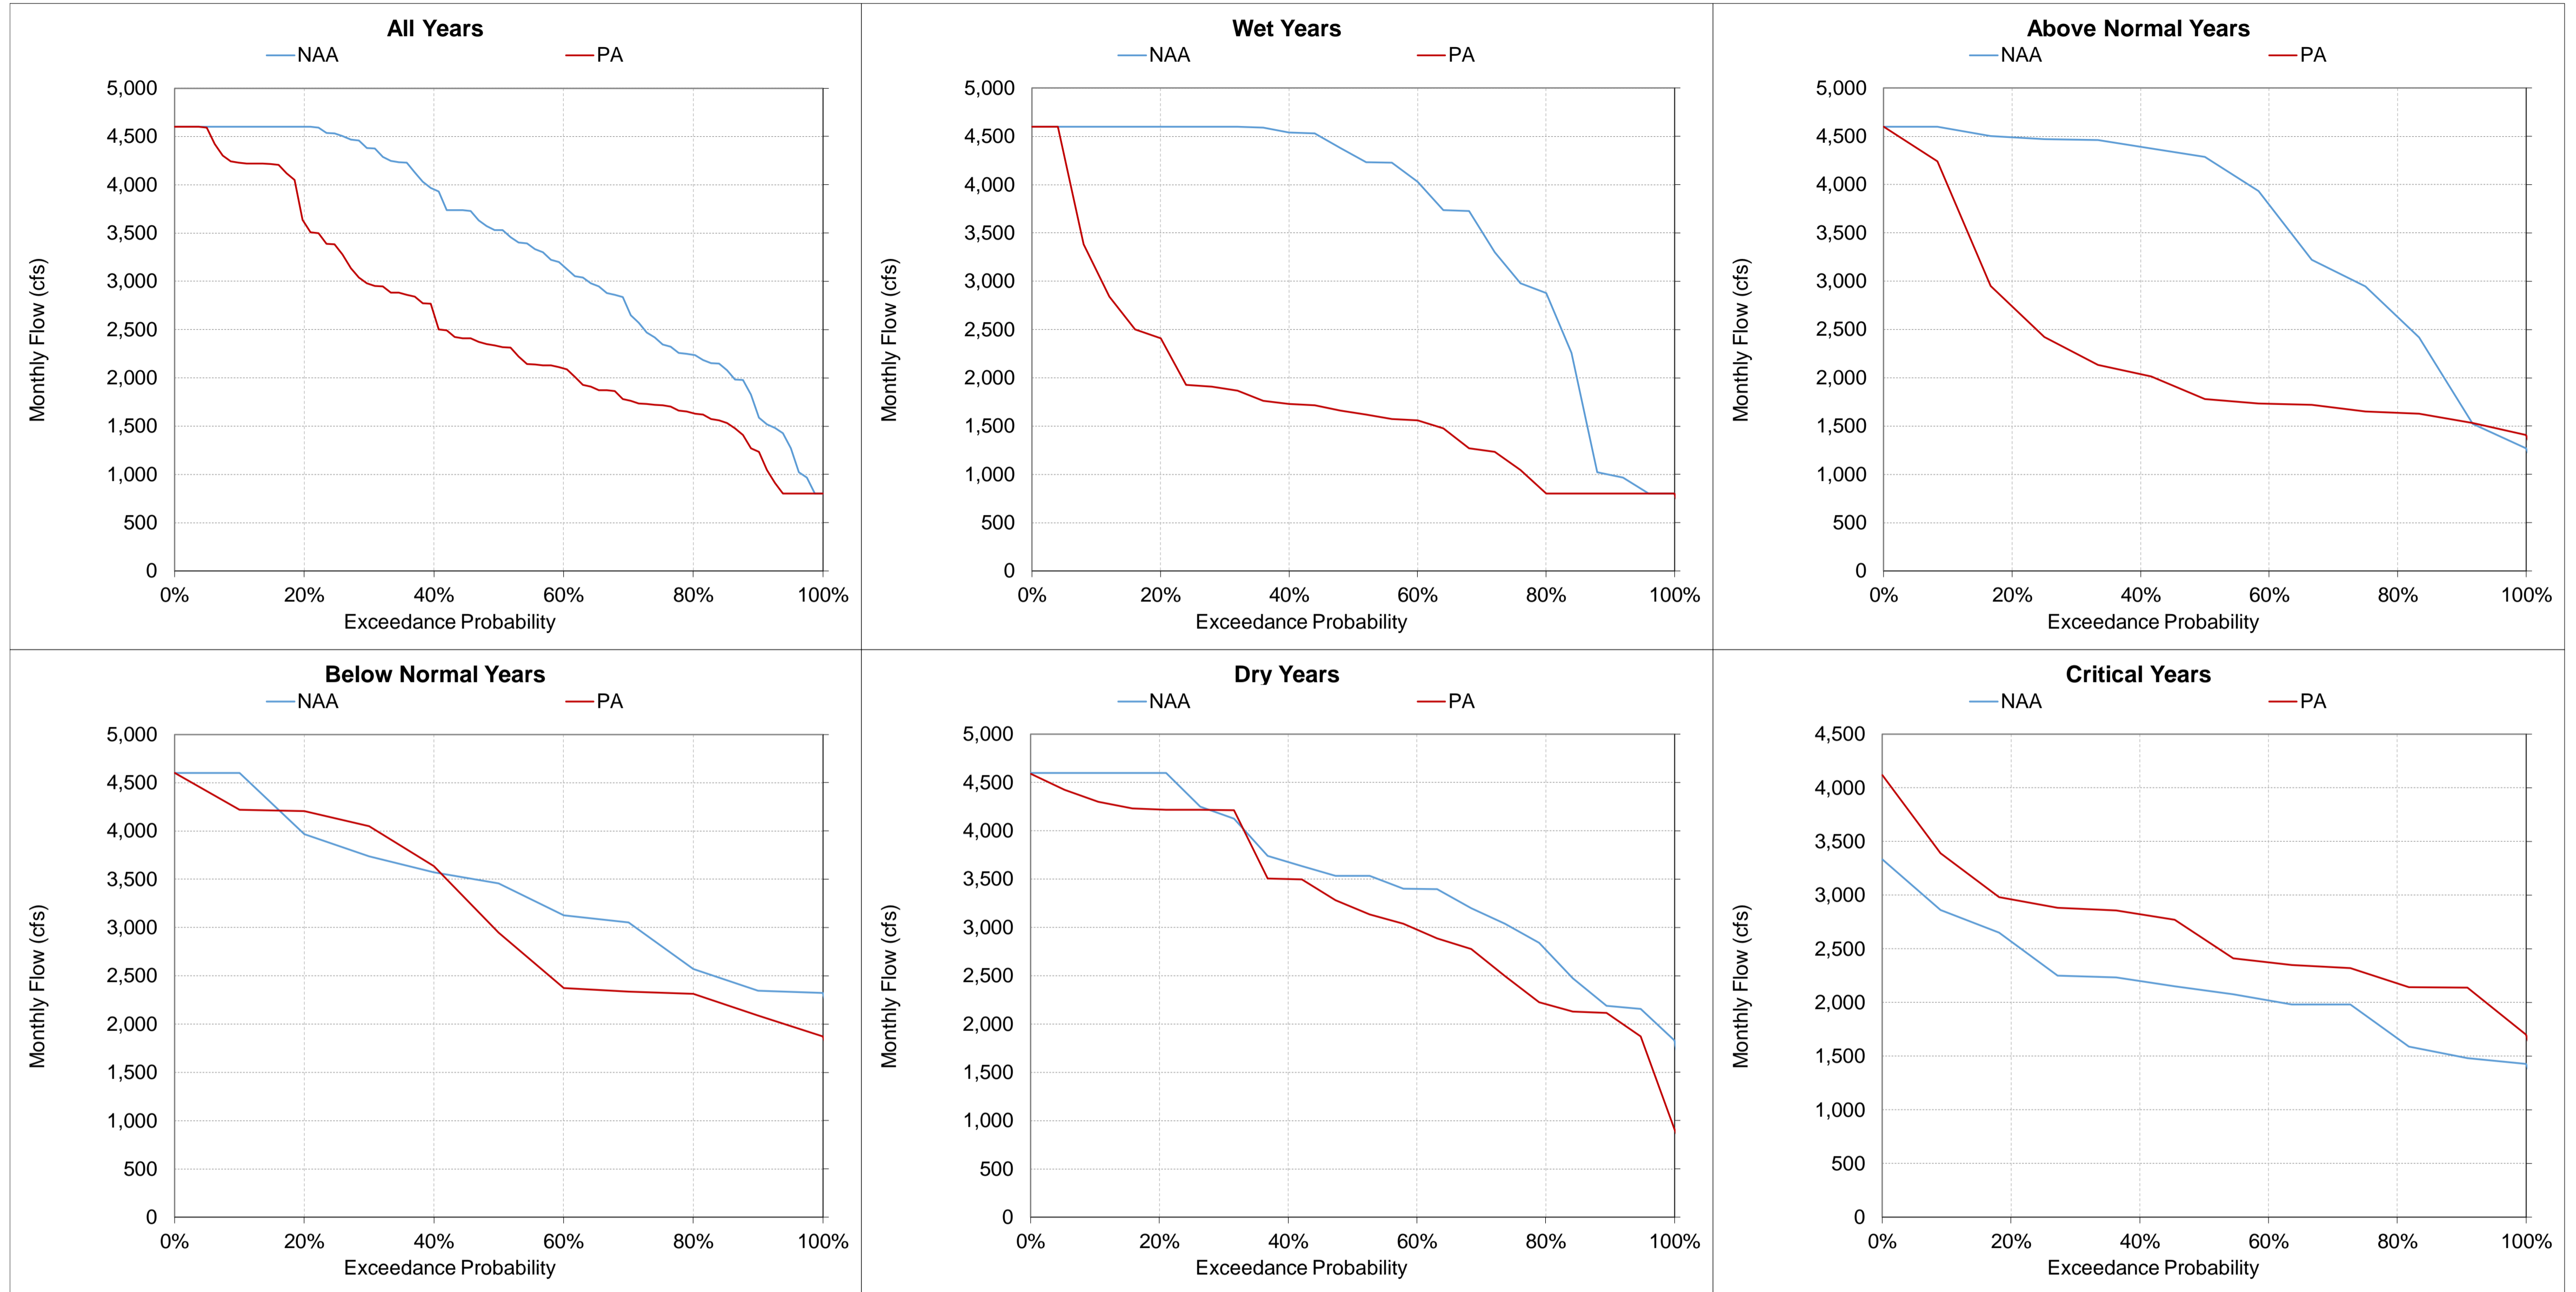 All Years
NAA PA
5,000
4,500
4,000
3,500
3,000
2,500
2,000
1,500
1,000
500
0
Monthly Flow (cfs)
0% 20% 40% 60% 80% 100%
Exceedance Probability
Wet Years
NAA PA
5,000
4,500
4,000
3,500
3,000
2,500
2,000
1,500
1,000
500
0
Monthly Flow (cfs)
0% 20% 40% 60% 80% 100%
Exceedance Probability
Above Normal Years
NAA PA
5,000
4,500
4,000
3,500
3,000
2,500
2,000
1,500
1,000
500
0
Monthly Flow (cfs)
0% 20% 40% 60% 80% 100%
Exceedance Probability
Below Normal Years
NAA PA
5,000
4,500
4,000
3,500
3,000
2,500
2,000
1,500
1,000
500
0
Monthly Flow (cfs)
0% 20% 40% 60% 80% 100%
Exceedance Probability
Dry Years
NAA PA
5,000
4,500
4,000
3,500
3,000
2,500
2,000
1,500
1,000
500
0
Monthly Flow (cfs)
0% 20% 40% 60% 80% 100%
Exceedance Probability
Critical Years
NAA PA
4,500
4,000
3,500
3,000
2,500
2,000
1,500
1,000
500
0
Monthly Flow (cfs)
0% 20% 40% 60% 80% 100%
Exceedance Probability